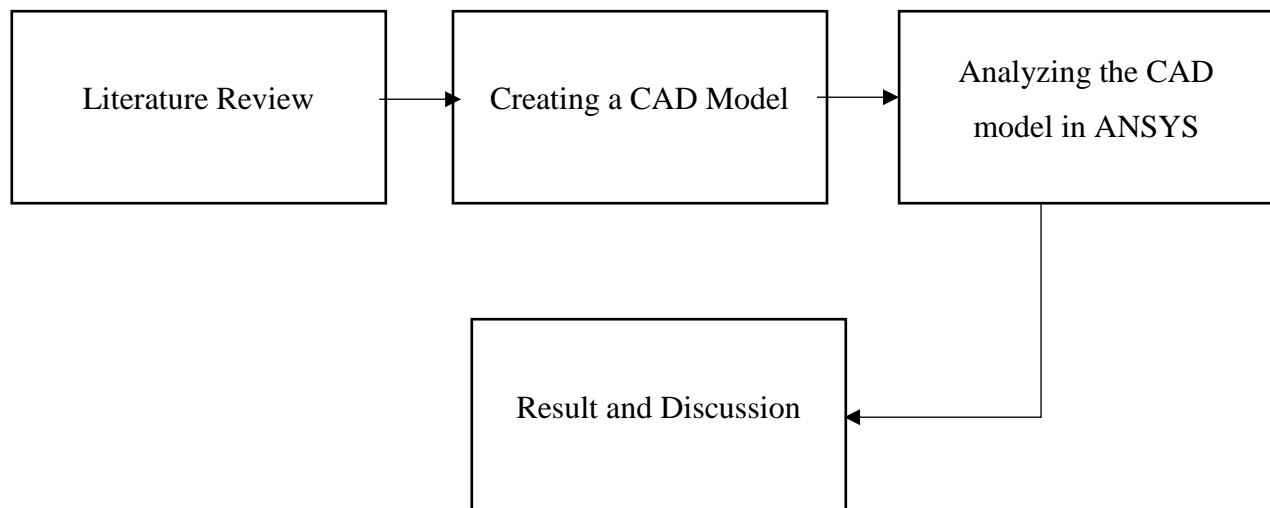 Literature Review
Creating a CAD Model
Analyzing the CAD
model in ANSYS
Result and Discussion